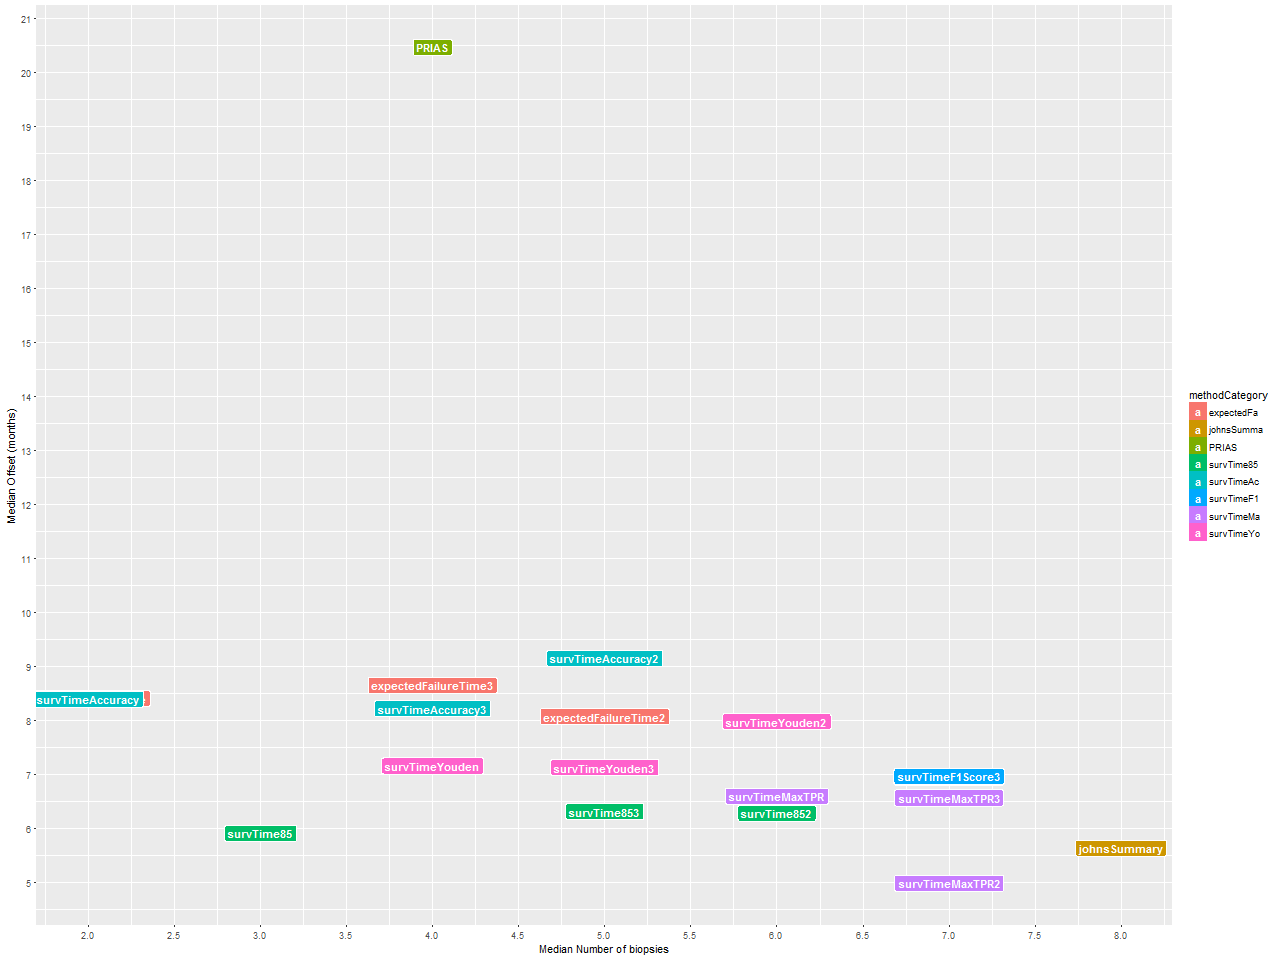 21
20
19
18
17
16
15
14
13
12
11
10
9
8
7
6
5
Median Offset (months)
PRIAS
survTimeAccuracy2
expectedFailureTime3
survTimeAccuracy
survTimeAccuracy3
expectedFailureTime2
survTimeYouden2
survTimeYouden
survTimeYouden3
survTimeF1Score3
survTimeMaxTPR
survTimeMaxTPR3
survTime853
survTime852
survTime85
johnsSummary
survTimeMaxTPR2
2.0 2.5 3.0 3.5 4.0 4.5 5.0 5.5 6.0 6.5 7.0 7.5 8.0
Median Number of biopsies
methodCategory
a expectedFa
a johnsSumma
a PRIAS
a survTime85
a survTimeAc
a survTimeF1
a survTimeMa
a survTimeYo